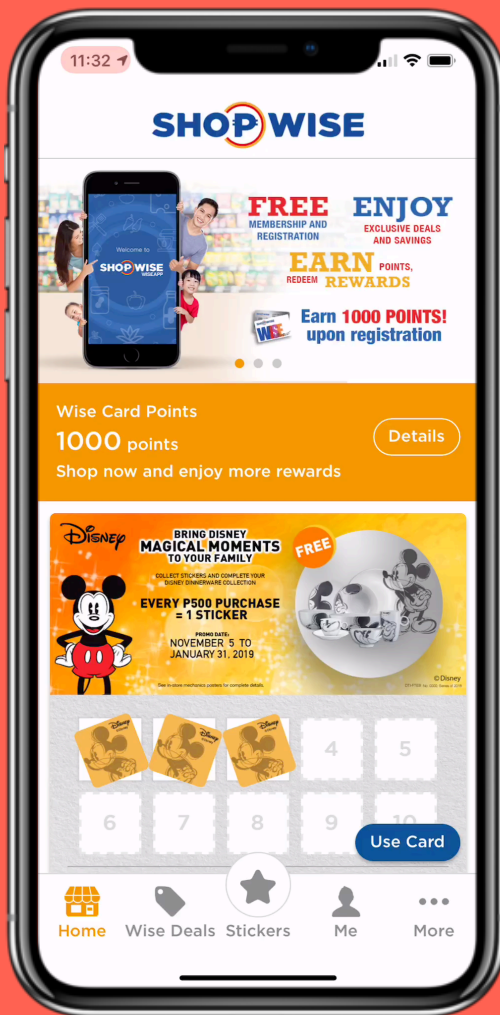 11:32
SHOPWISE
Welcome to
SHOPWISE
WISEAPP
FREE
MEMBERSHIP AND
REGISTRATION
ENJOY
EXCLUSIVE DEALS
AND SAVINGS
EARN POINTS,
REDEEM REWARDS
WISE
Earn 1000 POINTS!
upon registration
Wise Card Points
1000 points
Details
Shop now and enjoy more rewards
Disney
BRING DISNEY
MAGICAL MOMENTS
TO YOUR FAMILY
COLLECT STICKERS AND COMPLETE YOUR
DISNEY DINNERWARE COLLECTION
EVERY P500 PURCHASE
= 1 STICKER
PROMO DATE:
NOVEMBER 5 TO
JANUARY 31, 2019
See in-store mechanics posters for complete details.
FREE
©Disney
Disney
Disney
Disney
4
5
6
7
8
9
10
Use Card
Home
Wise Deals
Stickers
Me
More